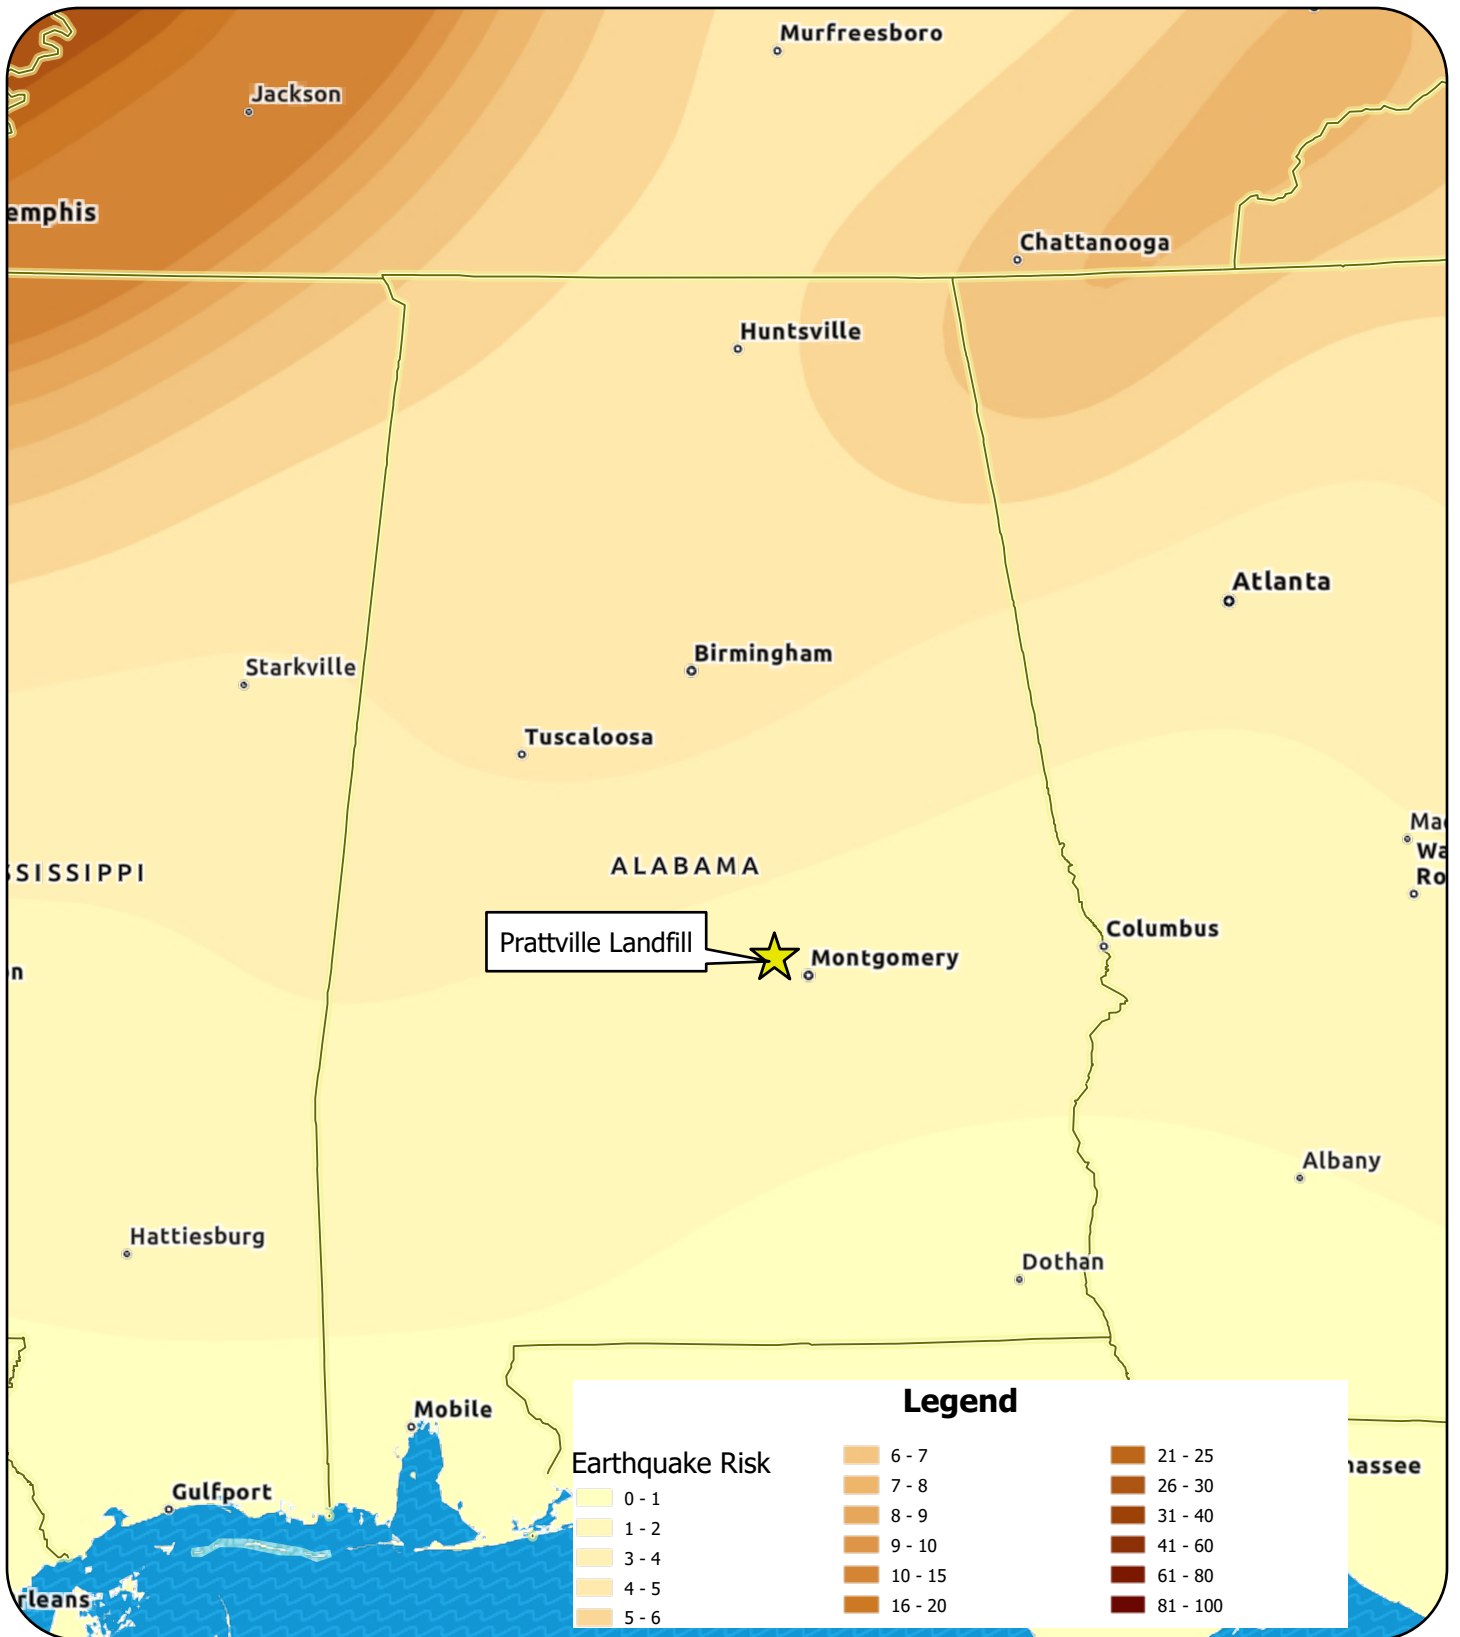 Murfreesboro
Jackson
emphis
Chattanooga
Huntsville
Atlanta
Birmingham
Starkville
Tuscaloosa
Mac
Wa
Ro
ALABAMA
SSISSIPPI
Columbus
Prattville Landfill
Montgomery
n
Albany
Hattiesburg
Dothan
Mobile
Gulfport
hassee
rleans
Legend
Earthquake Risk
0 - 1
1 - 2
3 - 4
4 - 5
5 - 6
6 - 7
7 - 8
8 - 9
9 - 10
10 - 15
16 - 20
21 - 25
26 - 30
31 - 40
41 - 60
61 - 80
81 - 100